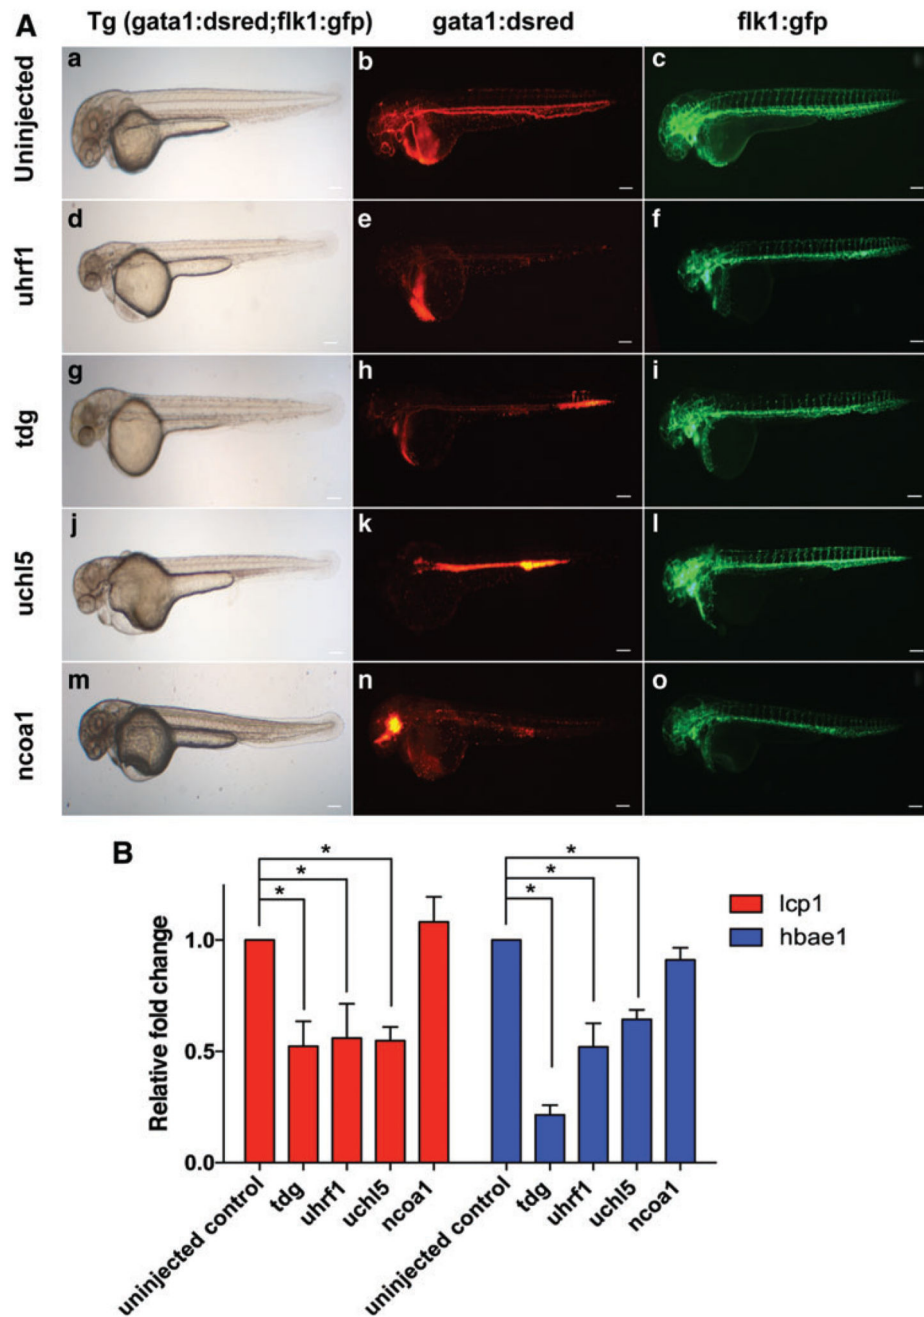 A
Tg (gata1:dsred;flk1:gfp) gata1:dsred flk1:gfp
Uninjected a b c
uhrf1 d e f
tdg g h i
uchl5 j k l
ncoa1 m n o
B
* *
* *
* *
lcp1
hbae1
Relative fold change
1.0
0.5
0.0
uninjected control tdg uhrf1 uchl5 ncoa1 uninjected control tdg uhrf1 uchl5 ncoa1